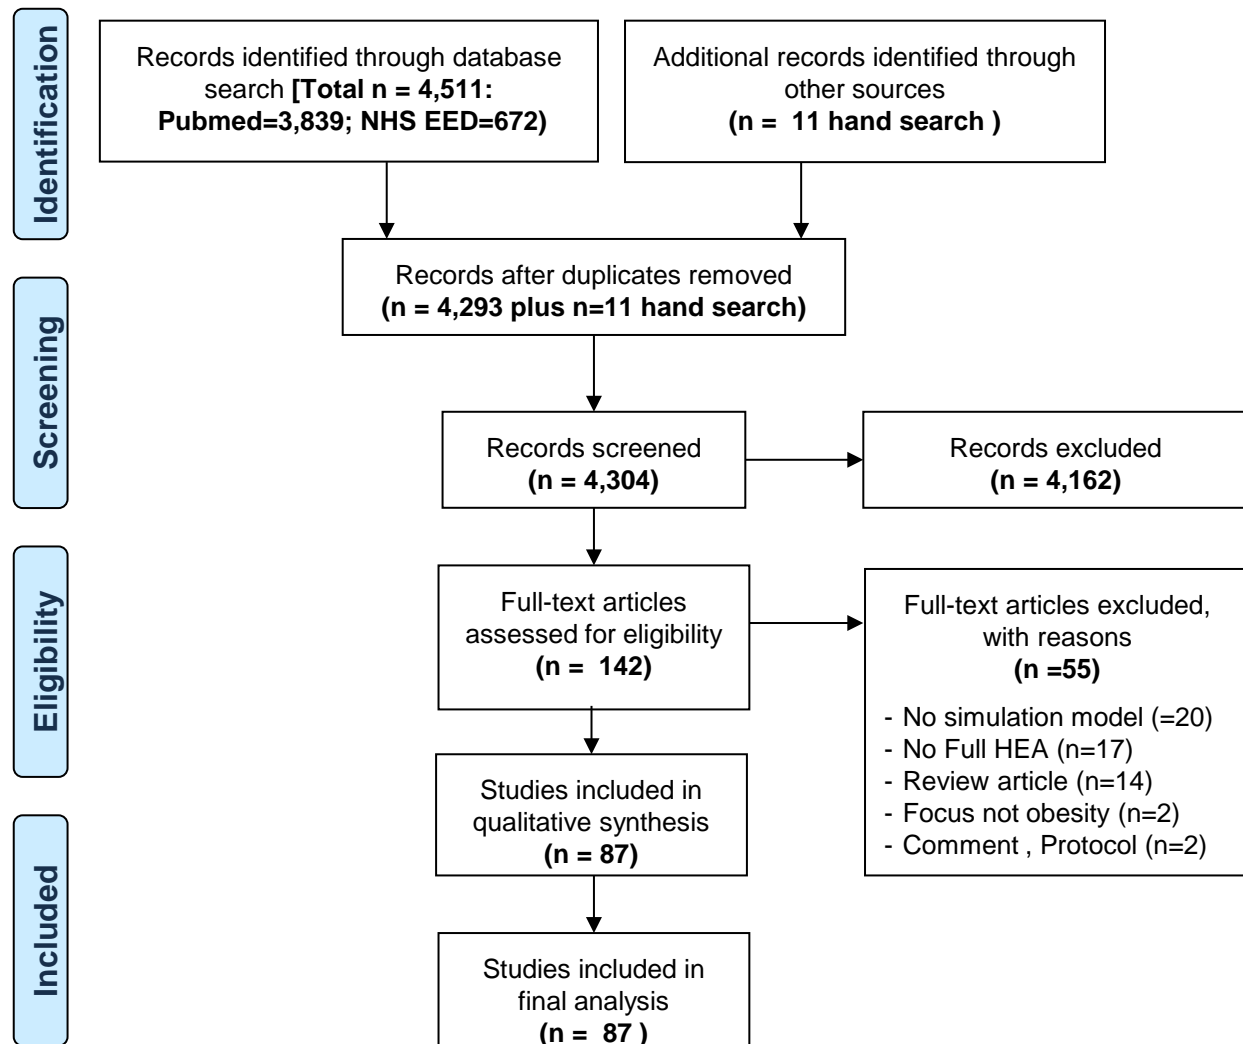 Identification
Records identified through database
search [Total n = 4,511:
Pubmed=3,839; NHS EED=672)
Additional records identified through
other sources
(n =  11 hand search )
Records after duplicates removed
(n = 4,293 plus n=11 hand search)
Screening
Records screened
(n = 4,304)
Records excluded
(n = 4,162)
Eligibility
Full-text articles
assessed for eligibility
(n =  142)
Full-text articles excluded,
with reasons
(n =55)
- No simulation model (=20)
- No Full HEA (n=17)
- Review article (n=14)
- Focus not obesity (n=2)
- Comment , Protocol (n=2)
Studies included in
qualitative synthesis
(n = 87)
Included
Studies included in
final analysis
(n =  87 )